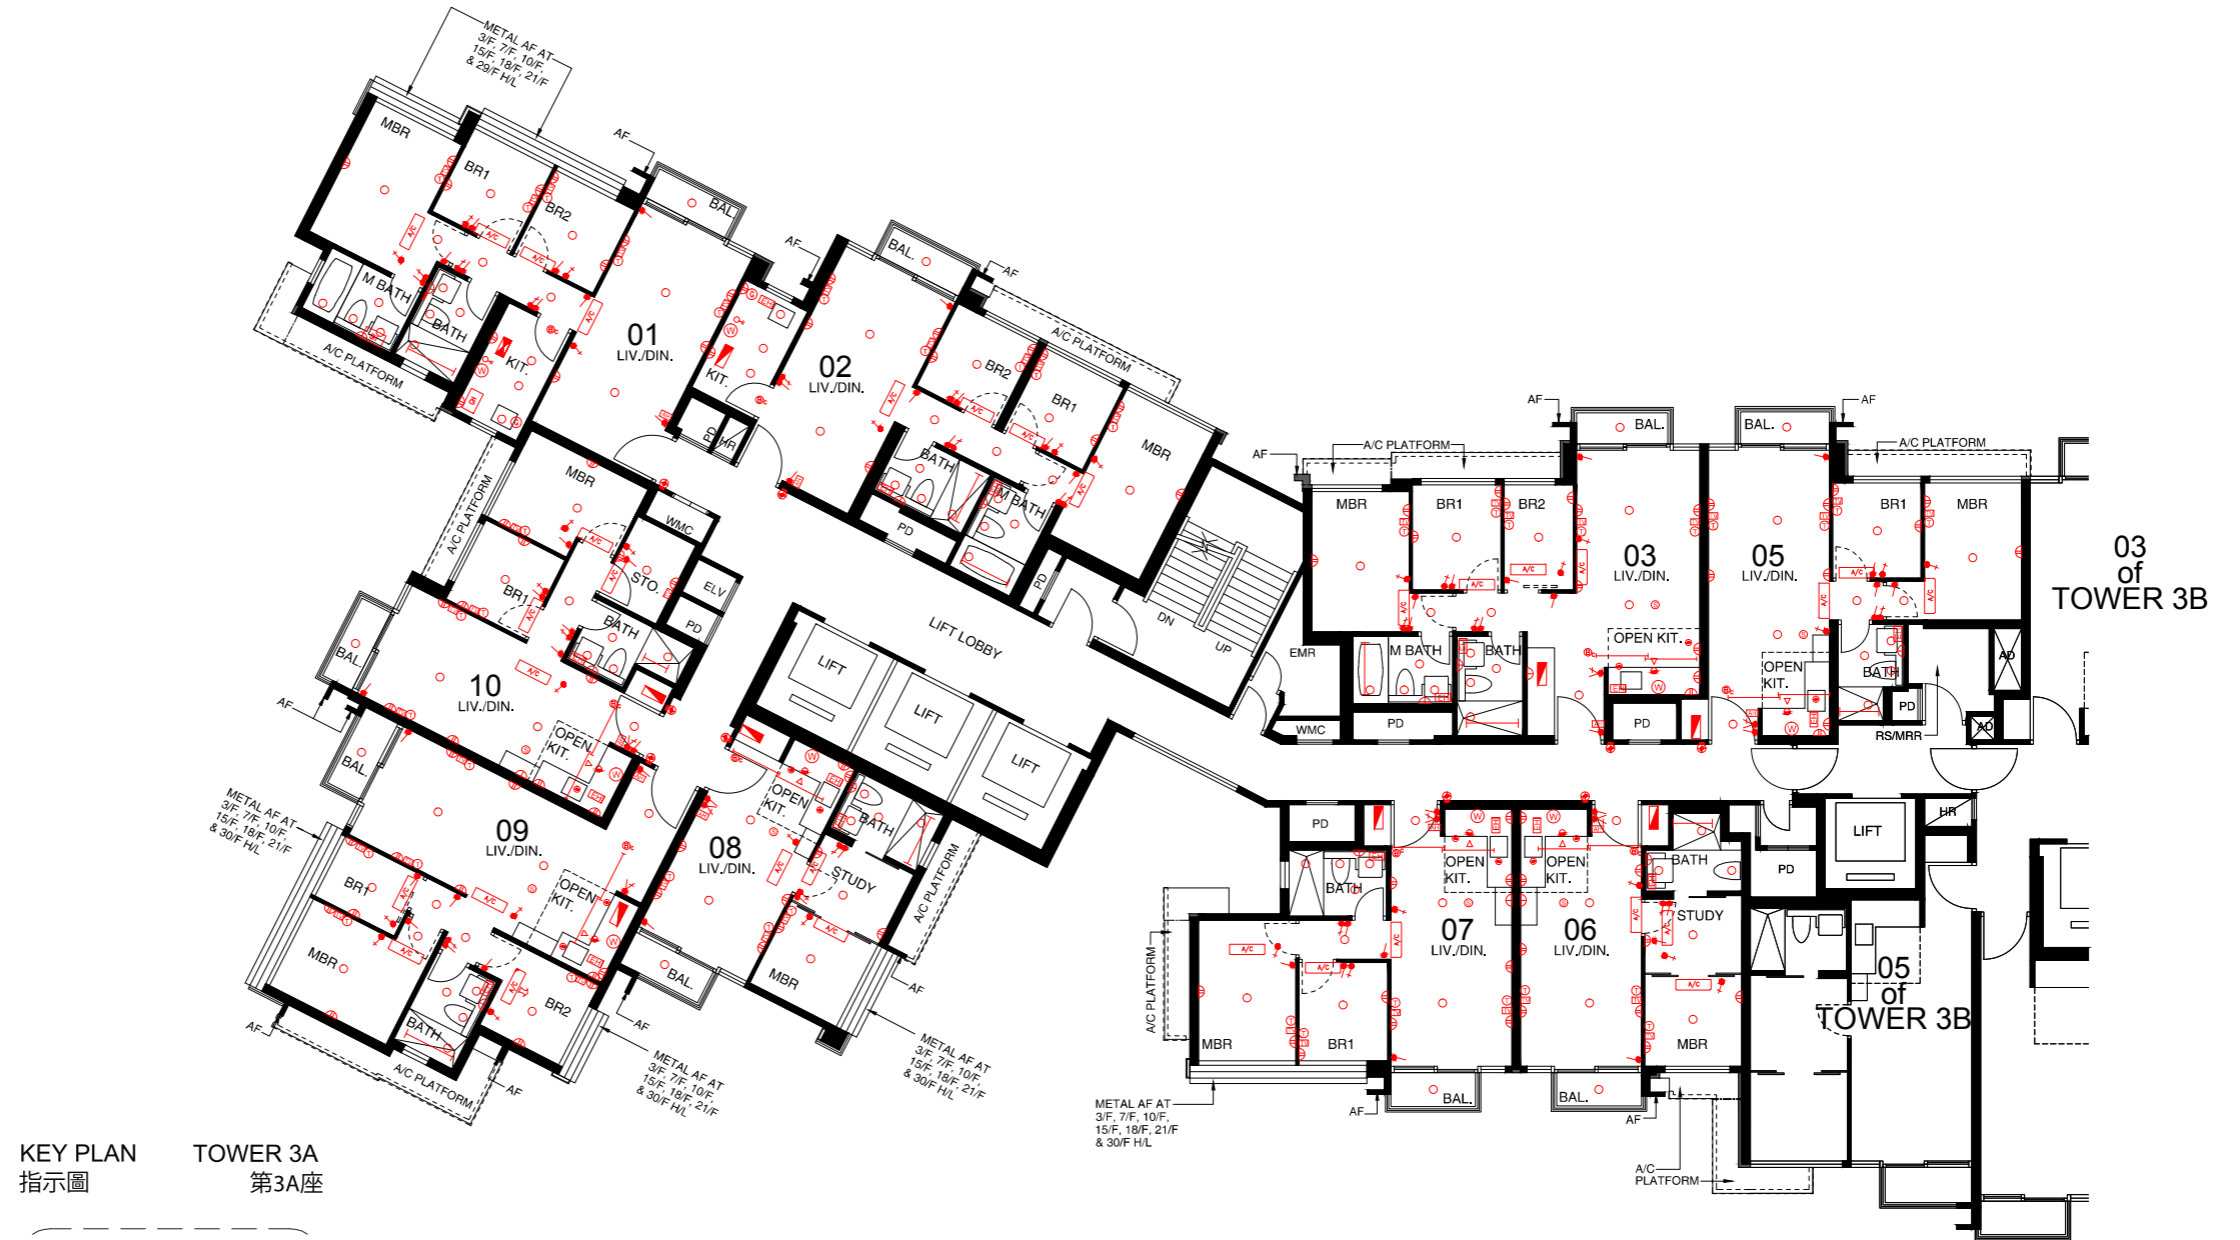 METAL AF AT
3/F, 7/F, 10/F,
15/F, 18/F, 21/F
& 29/F H/L
MBR
BR1
BR2
AF
BAL.
M BATH
BATH
KIT.
A/C PLATFORM
01
LIV./DIN.
AF
KIT.
PD
HR
02
LIV./DIN.
BAL.
AF
A/C PLATFORM
BR2
BR1
MBR
BATH
M BATH
PD
PD
DN
UP
LIFT LOBBY
LIFT
LIFT
LIFT
MBR
A/C PLATFORM
BR1
WMC
STO.
ELV
PD
BATH
BAL.
AF
10
LIV./DIN.
OPEN
KIT.
BAL.
METAL AF AT
3/F, 7/F, 10/F,
15/F, 18/F, 21/F
& 30/F H/L
09
LIV./DIN.
BR1
MBR
OPEN
KIT.
BATH
BR2
AF
A/C PLATFORM
AF
AF
METAL AF AT
3/F, 7/F, 10/F,
15/F, 18/F, 21/F
& 30/F H/L
08
LIV./DIN.
OPEN
KIT.
BATH
STUDY
MBR
BAL.
A/C PLATFORM
AF
METAL AF AT
3/F, 7/F, 10/F,
15/F, 18/F, 21/F
& 30/F H/L
AF
A/C PLATFORM
AF
BAL.
MBR
BR1
BR2
03
LIV./DIN.
OPEN KIT.
M BATH
BATH
EMR
WMC
PD
PD
BAL.
AF
A/C PLATFORM
05
LIV./DIN.
BR1
MBR
OPEN
KIT.
BATH
PD
AD
AD
RS/MRR
03
of
TOWER 3B
PD
BATH
OPEN
KIT.
07
LIV./DIN.
A/C PLATFORM
MBR
BR1
BAL.
AF
METAL AF AT
3/F, 7/F, 10/F,
15/F, 18/F, 21/F
& 30/F H/L
OPEN
KIT.
06
LIV./DIN.
BATH
STUDY
MBR
BAL.
AF
A/C
PLATFORM
PD
LIFT
HR
05
of
TOWER 3B
KEY PLAN TOWER 3A
指示圖 第3A座